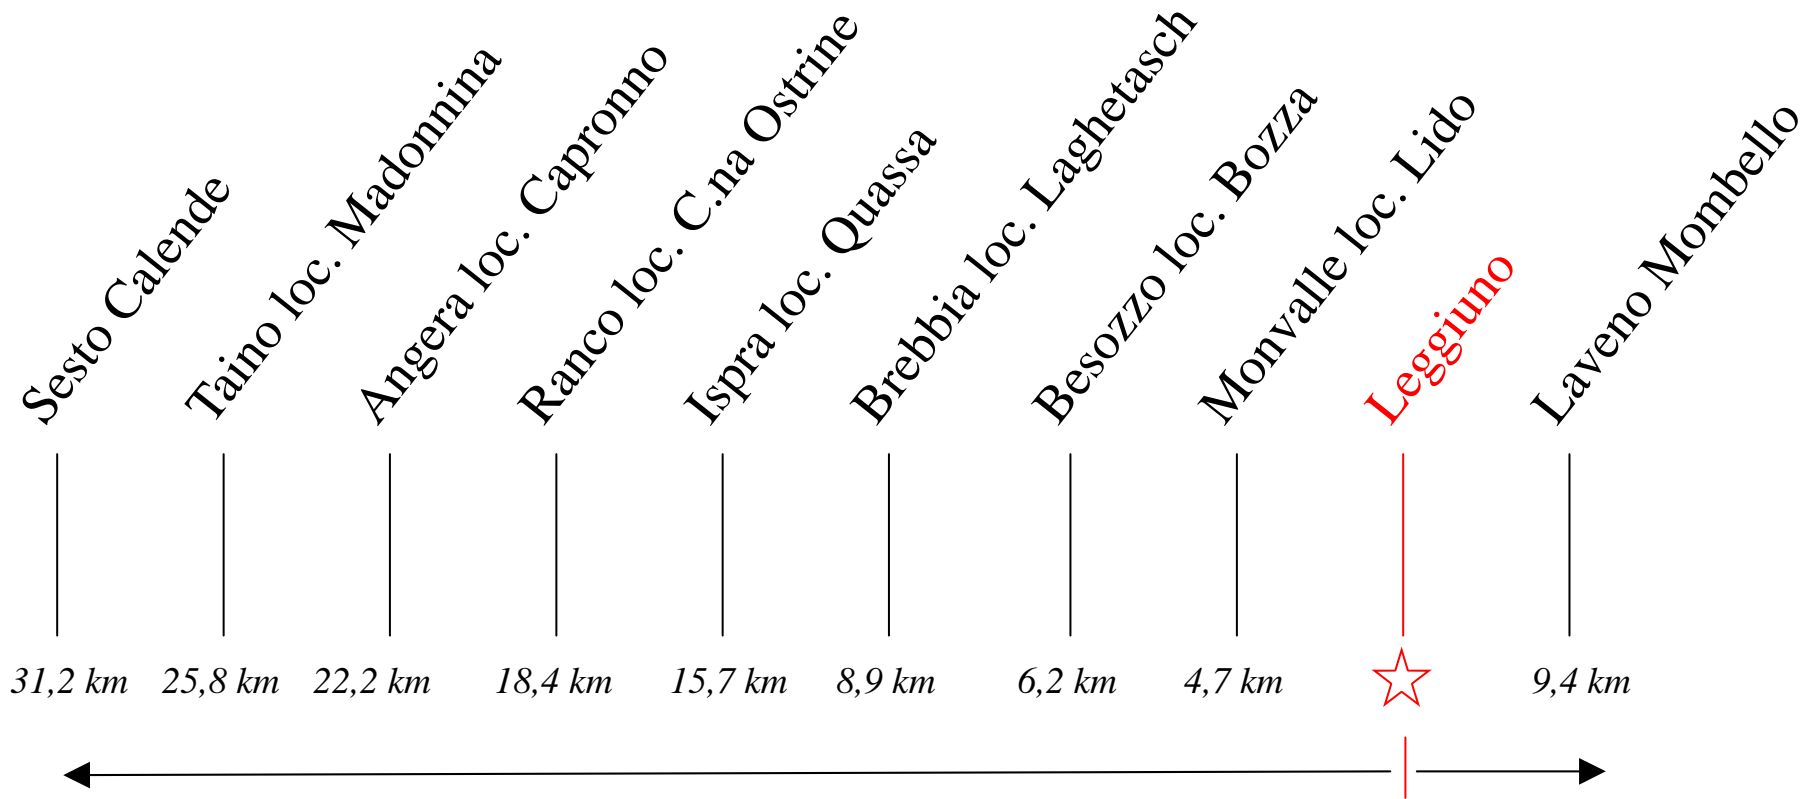 Sesto Calende
Taino loc. Madonnina
Angera loc. Capronno
Ranco loc. C.na Ostrine
Ispra loc. Quassa
Brebbia loc. Laghetasch
Besozzo loc. Bozza
Monvalle loc. Lido
Leggiuno
Laveno Mombello
31,2 km
25,8 km
22,2 km
18,4 km
15,7 km
8,9 km
6,2 km
4,7 km
9,4 km